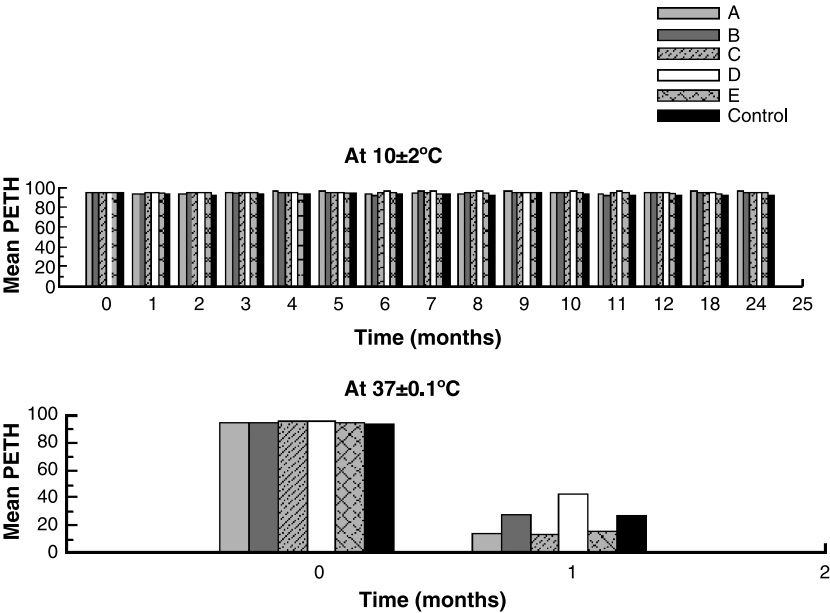 A
B
C
D
E
Control
At 10±2°C
Mean PETH
100
80
60
40
20
0
0 1 2 3 4 5 6 7 8 9 10 11 12 18 24 25
Time (months)
At 37±0.1°C
Mean PETH
100
80
60
40
20
0
0 1 2
Time (months)